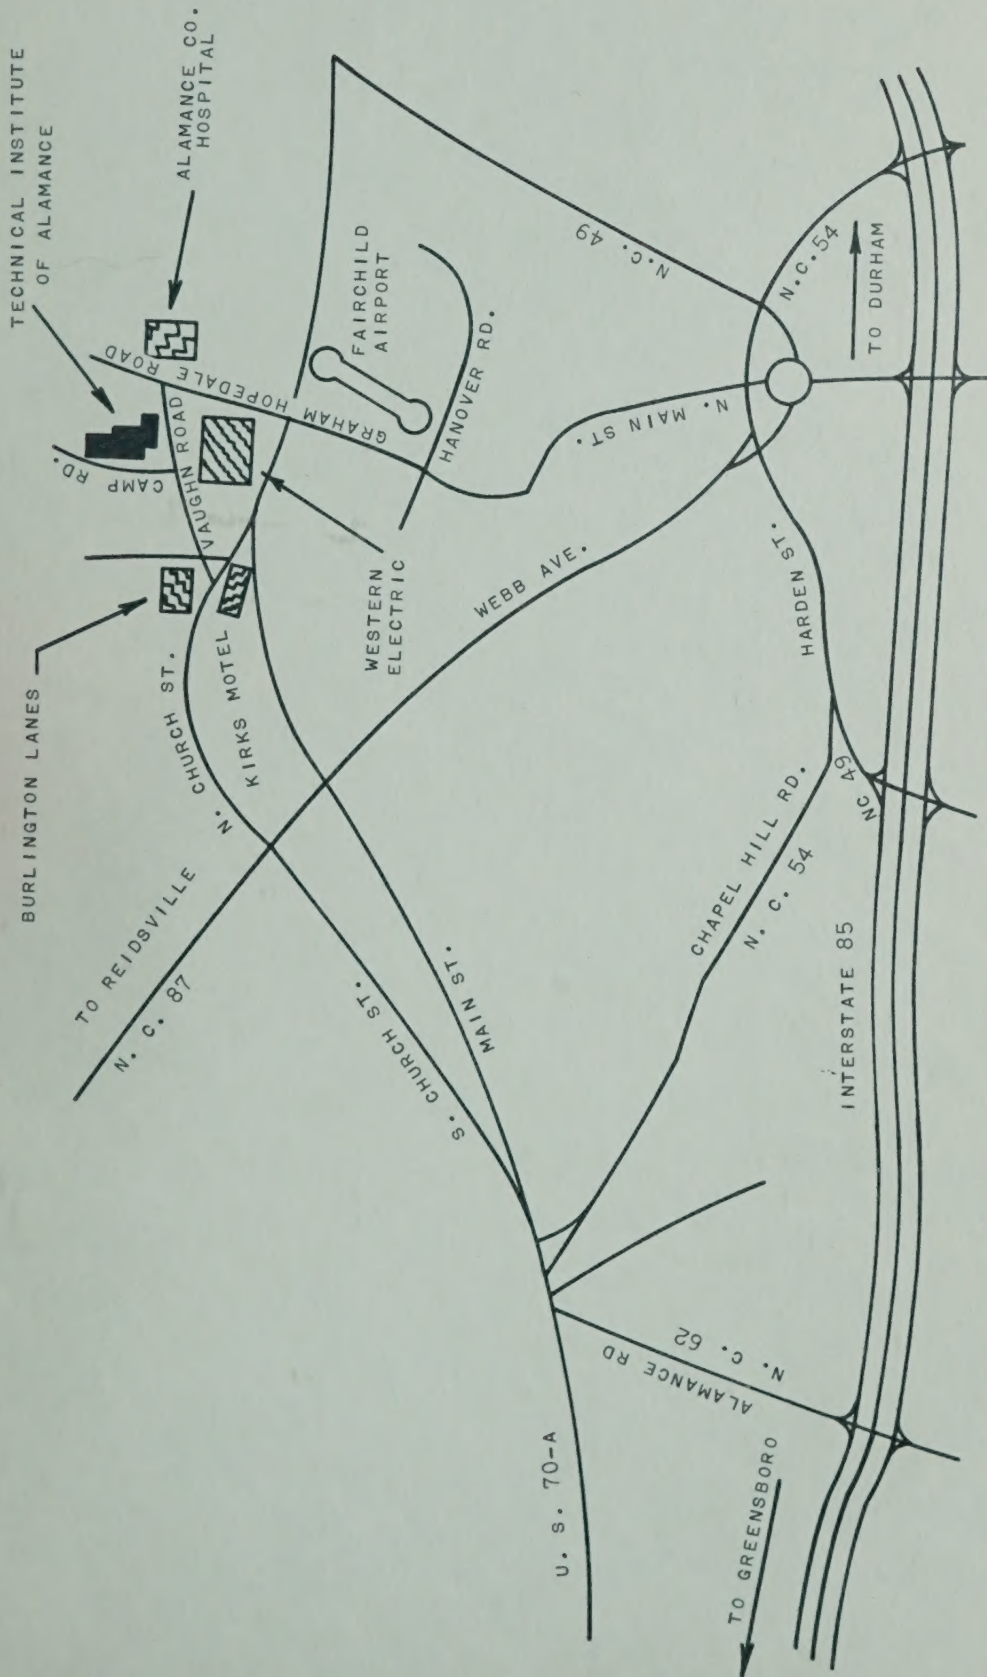 TECHNICAL INSTITUTE
OF ALAMANCE
ALAMANCE CO.
HOSPITAL
BURLINGTON LANES
CAMP RD.
VAUGHN ROAD
GRAHAM HOPEDALE ROAD
FAIRCHILD
AIRPORT
HANOVER RD.
WESTERN
ELECTRIC
N. CHURCH ST.
KIRKS MOTEL
N.C. 49
N. MAIN ST.
WEBB AVE.
TO REIDSVILLE
N. C. 87
S. CHURCH ST.
MAIN ST.
N.C. 54
TO DURHAM
HARDEN ST.
NC 49
CHAPEL HILL RD.
N. C. 54
INTERSTATE 85
ALAMANCE RD
N. C. 62
U. S. 70-A
TO GREENSBORO